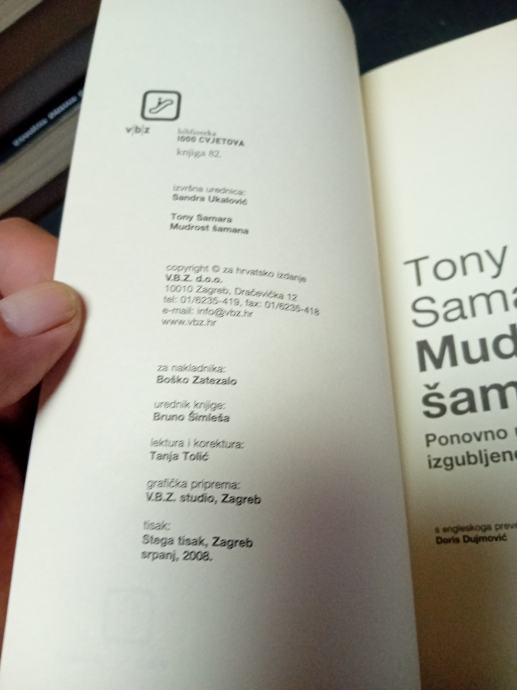 v|b|z
biblioteka
1000 CVJETOVA
knjiga 82.
izvršna urednica:
Sandra Ukalović
Tony Samara
Mudrost šamana
copyright © za hrvatsko izdanje
V.B.Z. d.o.o.
10010 Zagreb, Dračevička 12
tel: 01/6235-419, fax: 01/6235-418
e-mail: info@vbz.hr
www.vbz.hr
za nakladnika:
Boško Zatezalo
urednik knjige:
Bruno Šimleša
lektura i korektura:
Tanja Tolić
grafička priprema:
V.B.Z. studio, Zagreb
tisak:
Stega tisak, Zagreb
srpanj, 2008.
Tony
Sama
Mud
šam
Ponovno
izgubljeno
s engleskoga preve
Doris Dujmović